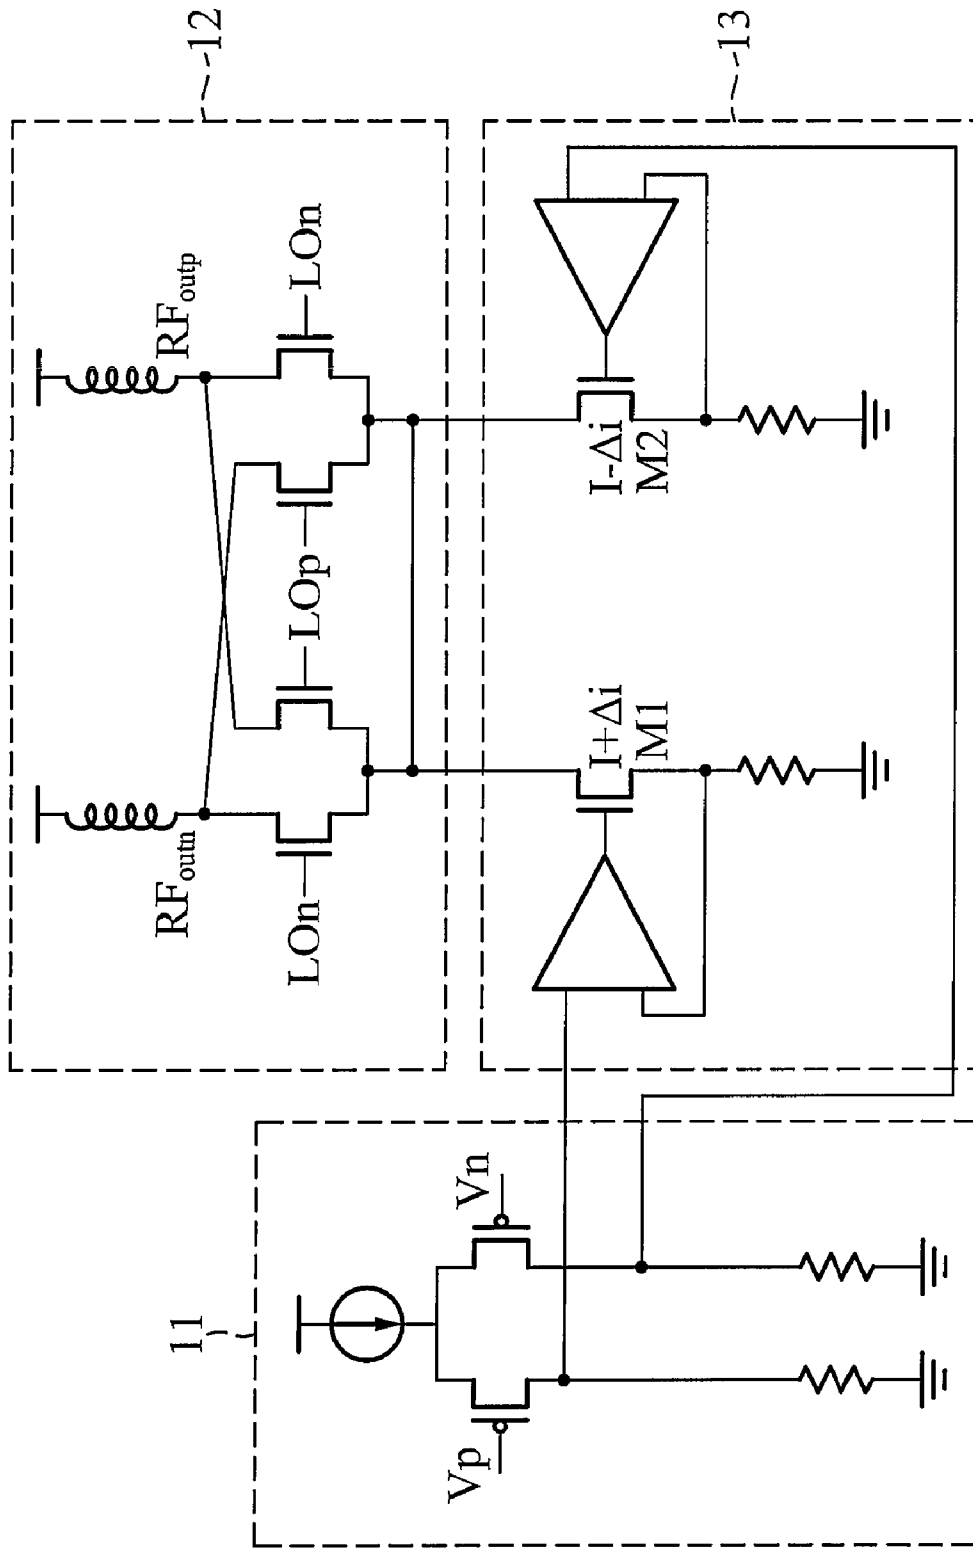 12
RFoutn
RFoutp
LOn
LOp
LOn
13
I+Δi
M1
I-Δi
M2
11
Vp
Vn